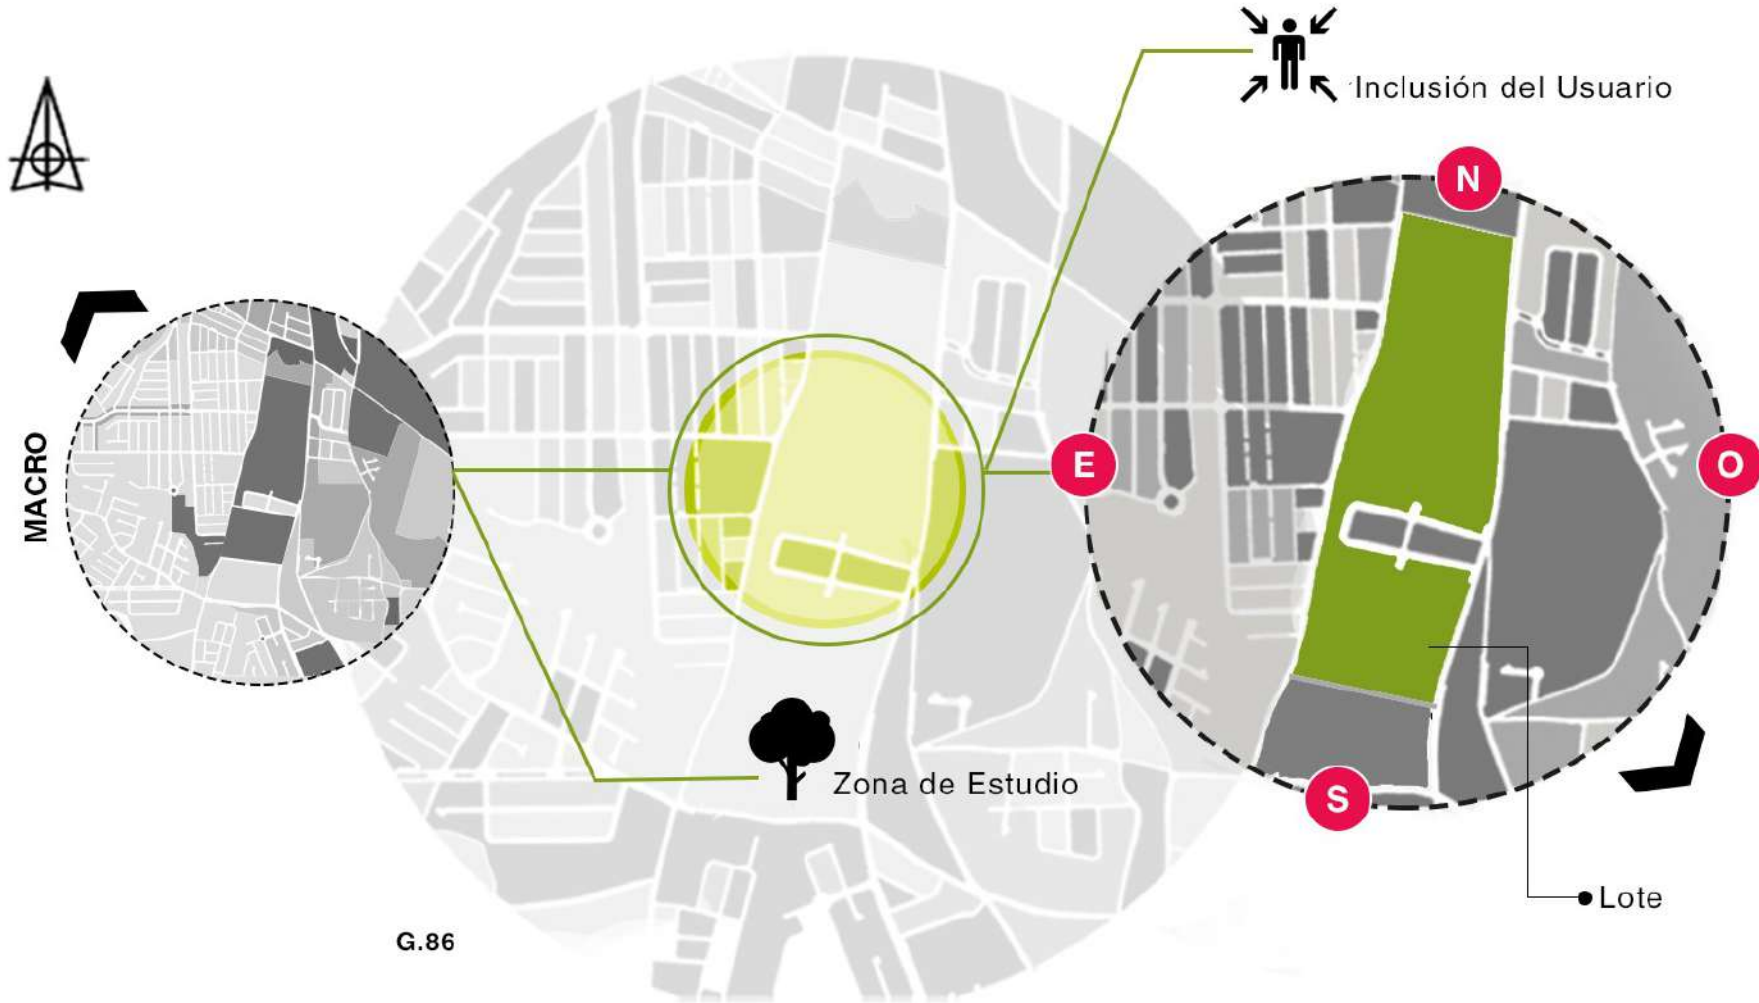 Inclusión del Usuario
N
MACRO
E
O
Zona de Estudio
S
Lote
G.86